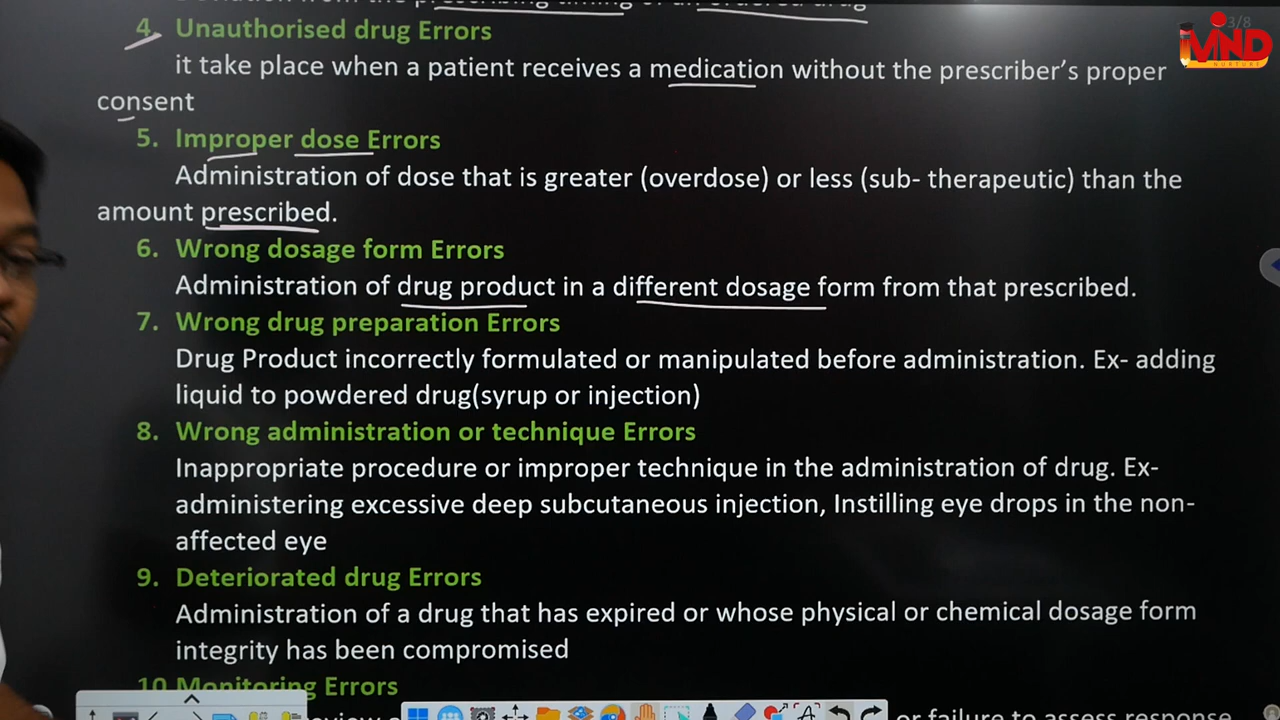 3/8
MIND
NURTURE
4. Unauthorised drug Errors
it take place when a patient receives a medication without the prescriber's proper
consent
5. Improper dose Errors
Administration of dose that is greater (overdose) or less (sub- therapeutic) than the
amount prescribed.
6. Wrong dosage form Errors
Administration of drug product in a different dosage form from that prescribed.
7. Wrong drug preparation Errors
Drug Product incorrectly formulated or manipulated before administration. Ex- adding
liquid to powdered drug(syrup or injection)
8. Wrong administration or technique Errors
Inappropriate procedure or improper technique in the administration of drug. Ex-
administering excessive deep subcutaneous injection, Instilling eye drops in the non-
affected eye
9. Deteriorated drug Errors
Administration of a drug that has expired or whose physical or chemical dosage form
integrity has been compromised
10 Monitoring Errors
or failure to assess response